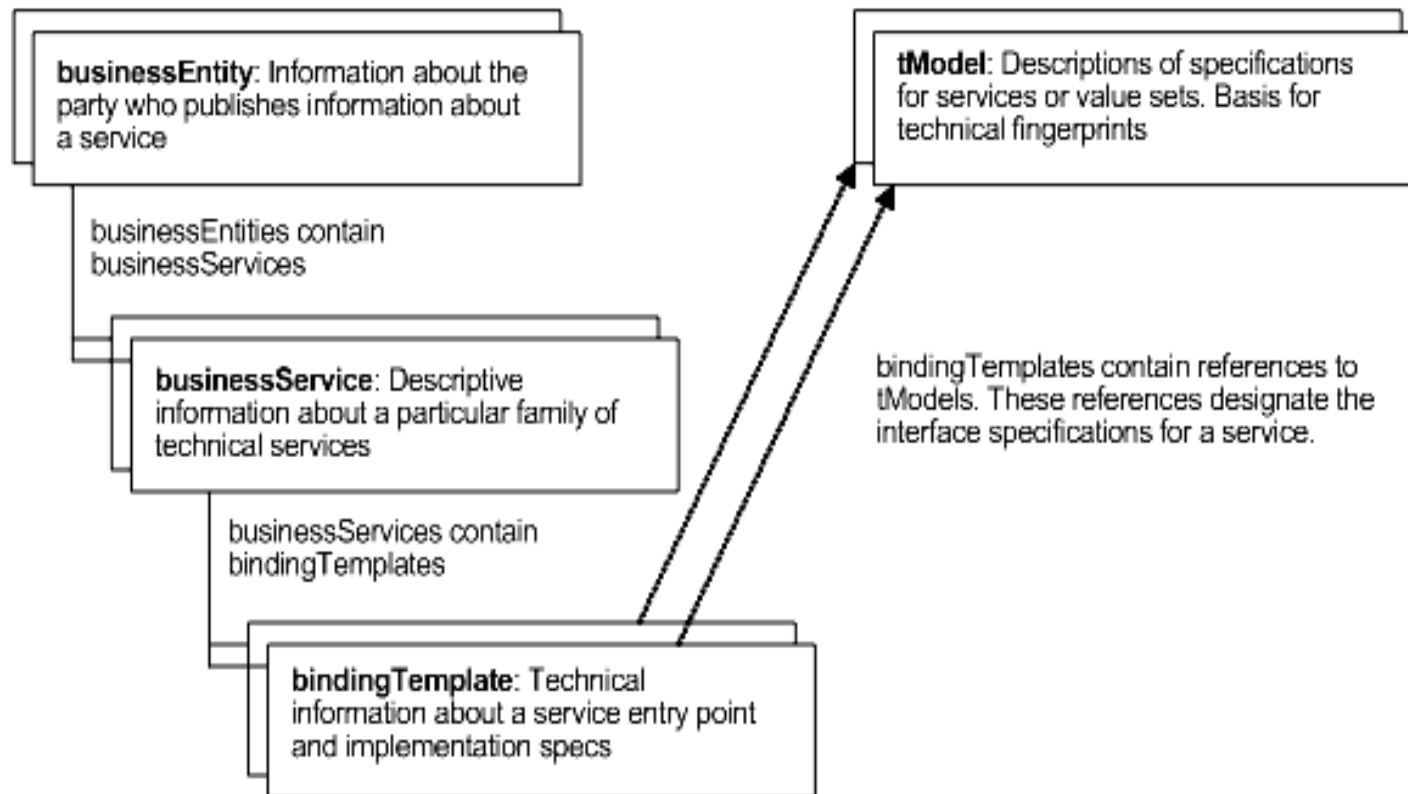 businessEntity: Information about the
party who publishes information about
a service
tModel: Descriptions of specifications
for services or value sets. Basis for
technical fingerprints
businessEntities contain
businessServices
businessService: Descriptive
information about a particular family of
technical services
bindingTemplates contain references to
tModels. These references designate the
interface specifications for a service.
businessServices contain
bindingTemplates
bindingTemplate: Technical
information about a service entry point
and implementation specs